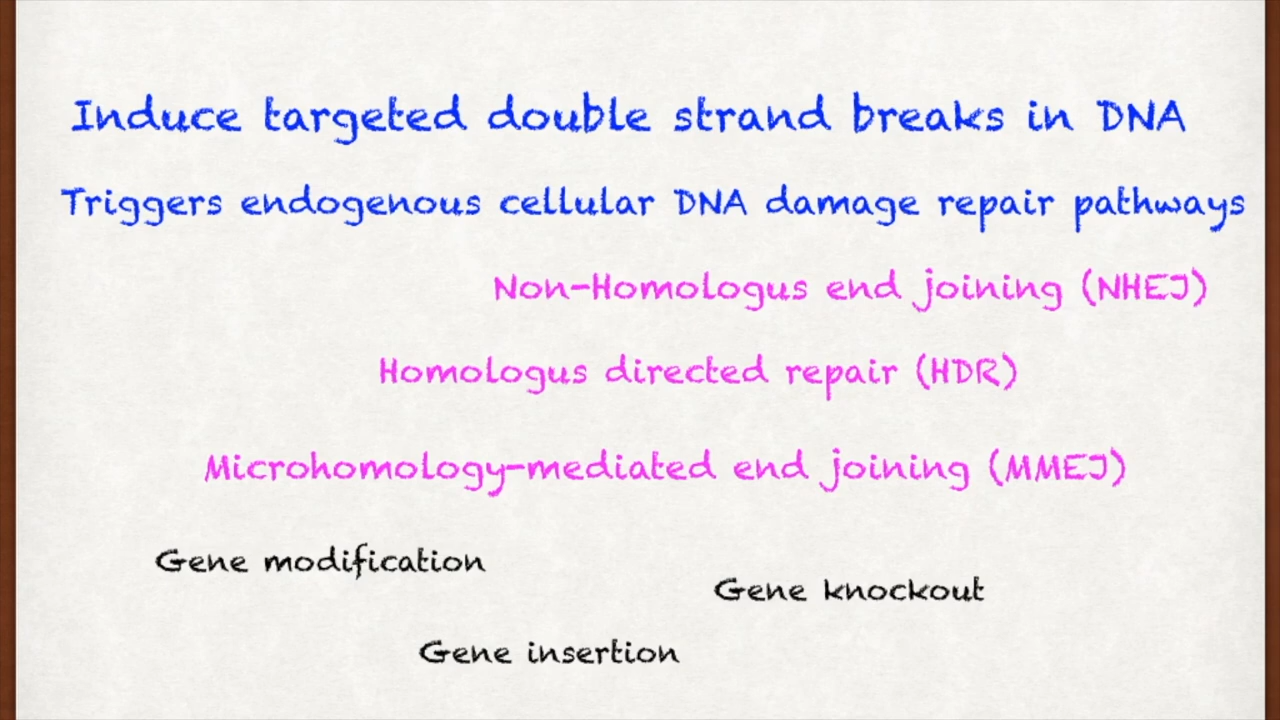 Induce targeted double strand breaks in DNA
Triggers endogenous cellular DNA damage repair pathways
Non-Homologus end joining (NHEJ)
Homologus directed repair (HDR)
Microhomology-mediated end joining (MMEJ)
Gene modification
Gene knockout
Gene insertion